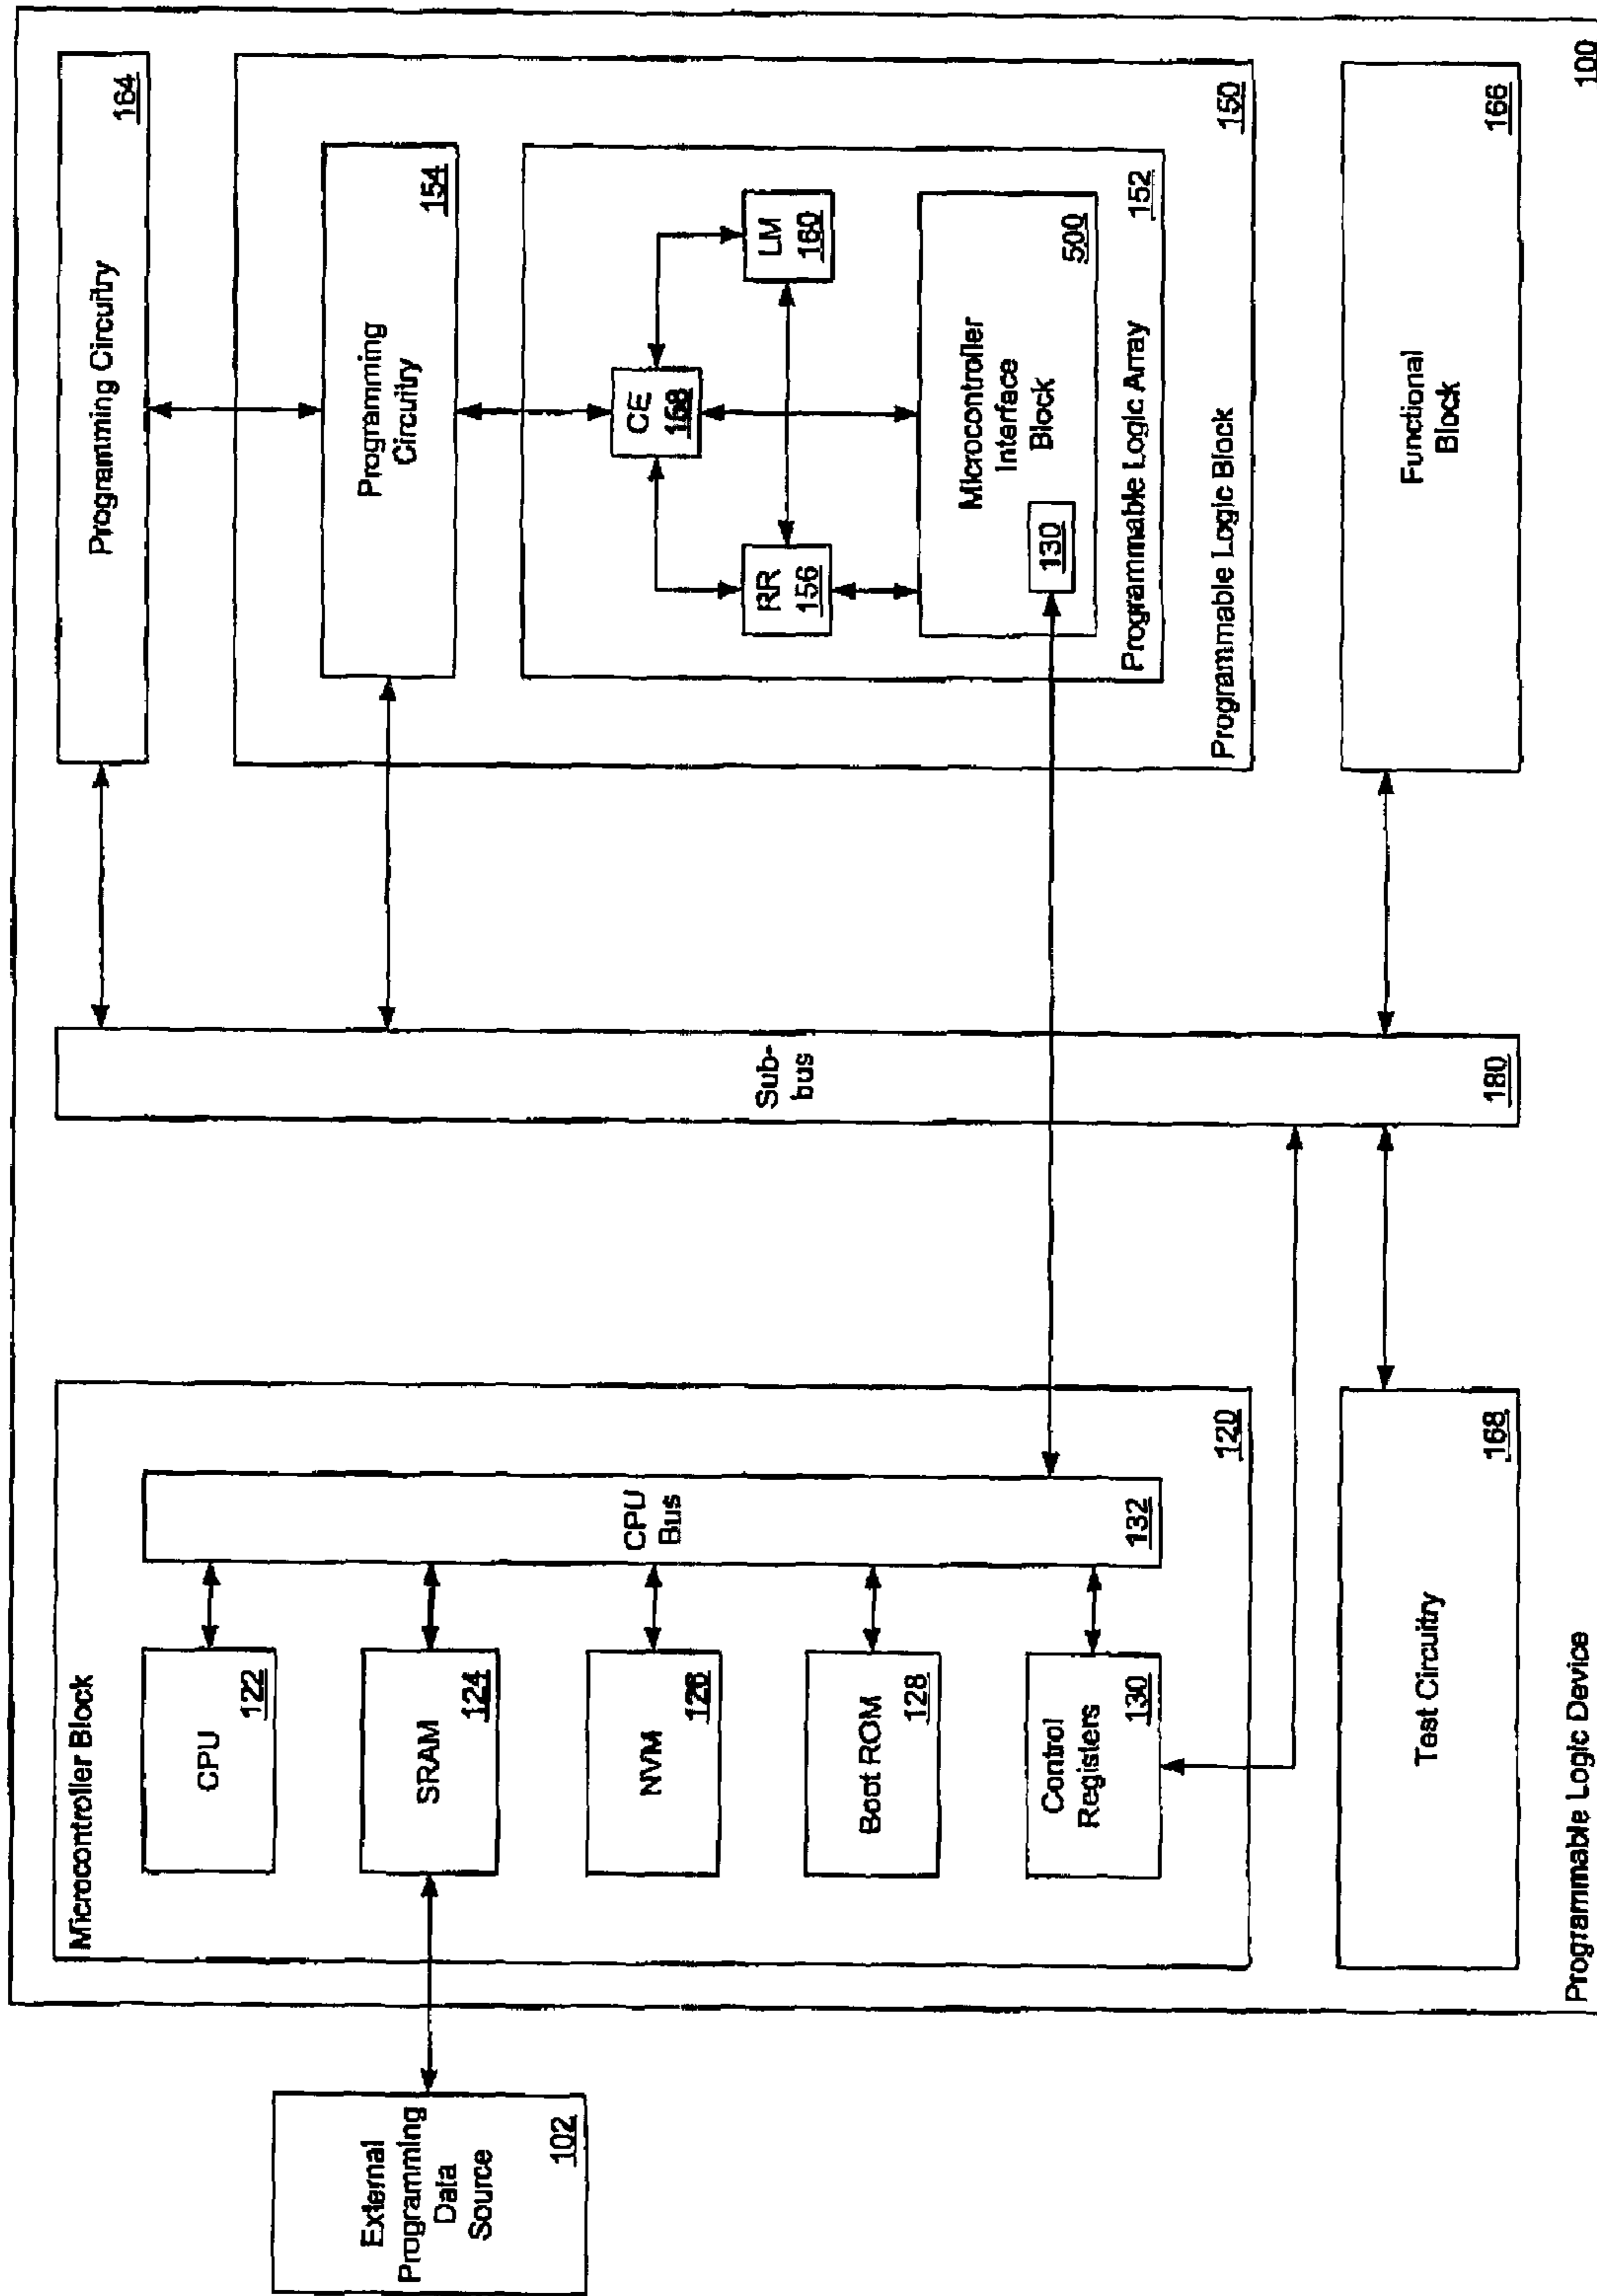 External
Programming
Data
Source
102
Microcontroller Block
CPU
122
SRAM
124
NVM
126
Boot ROM
128
Control
Registers
130
CPU
Bus
132
120
Test Circuitry
168
Sub-
bus
180
Programming Circuitry
164
Programming
Circuitry
154
CE
LM
160
RR
156
Microcontroller
Interface
Block
500
130
Programmable Logic Array
152
Programmable Logic Block
150
Functional
Block
166
Programmable Logic Device
100